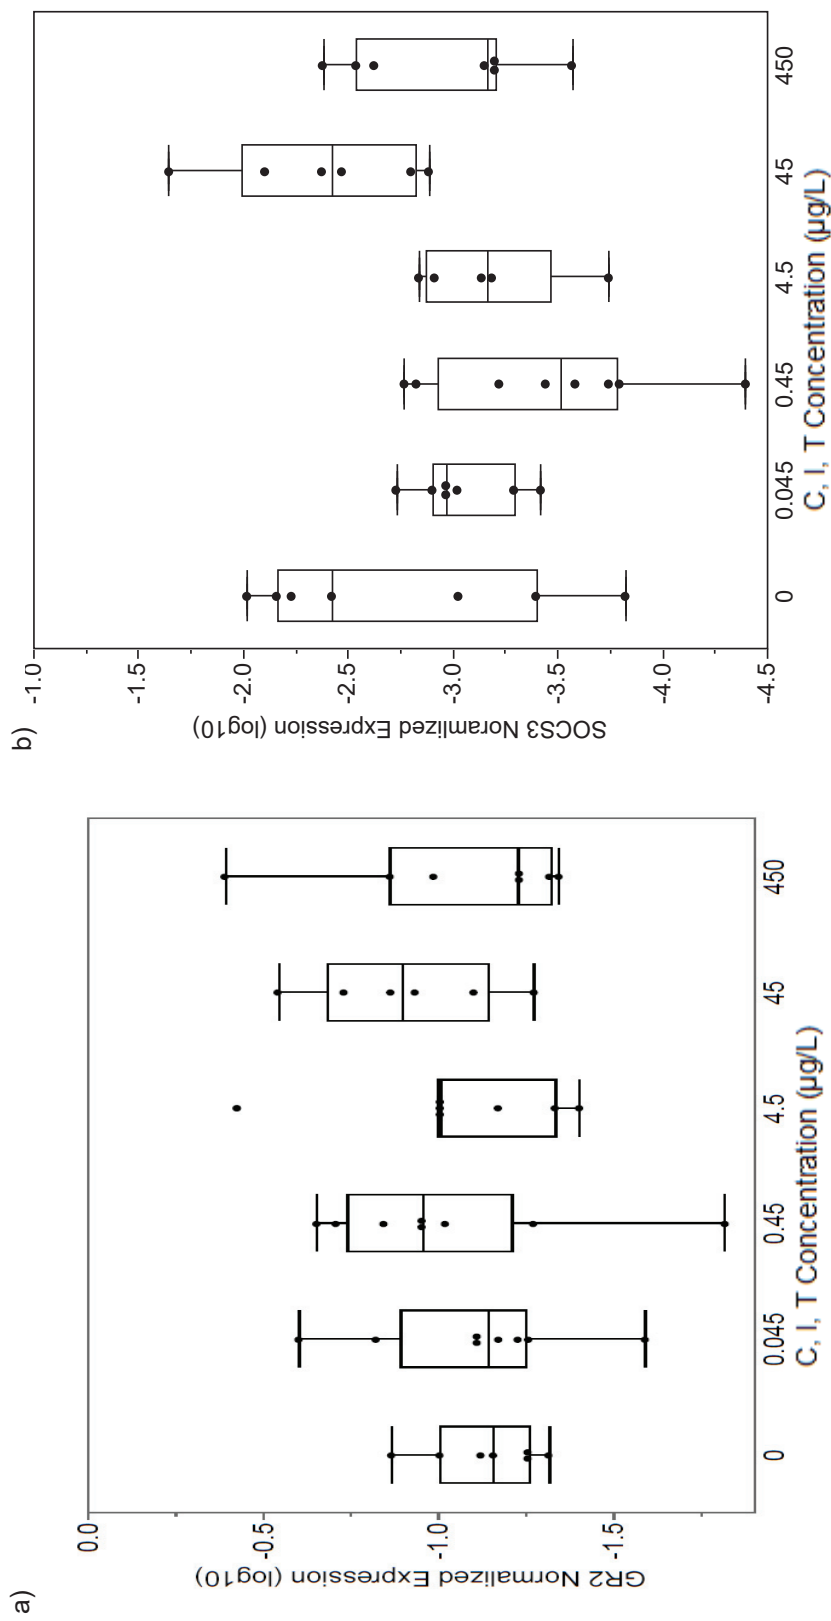 a)
GR2 Normalized Expression (log10)
0.0
-0.5
-1.0
-1.5
0 0.045 0.45 4.5 45 450
C, I, T Concentration (µg/L)
b)
SOCS3 Noramlized Expression (log10)
-1.0
-1.5
-2.0
-2.5
-3.0
-3.5
-4.0
-4.5
0 0.045 0.45 4.5 45 450
C, I, T Concentration (µg/L)